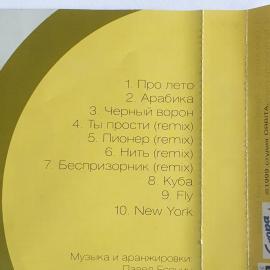 1. Про лето
2. Арабика
3. Черный ворон
4. Ты прости (remix)
5. Пионер (remix)
6. Нить (remix)
7. Беспризорник (remix)
8. Куба
9. Fly
10. New York
Музыка и аранжировки: